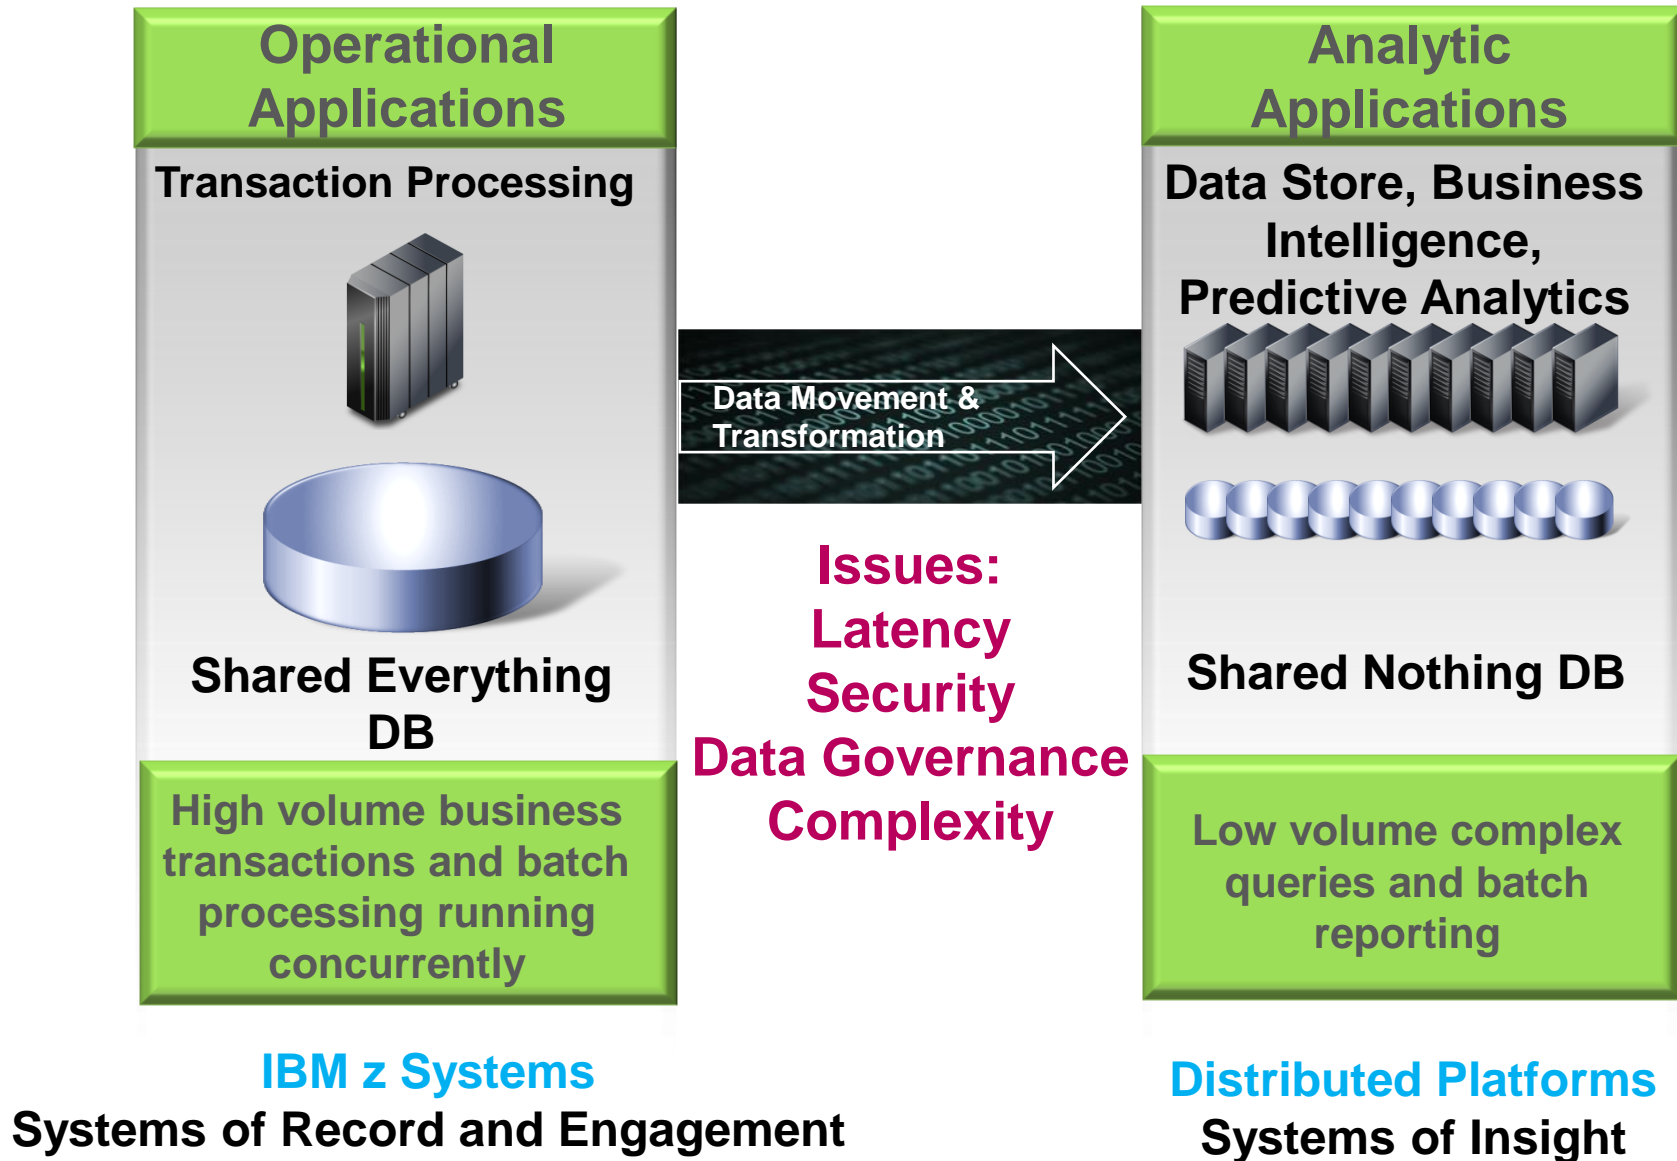 Operational
Applications
Transaction Processing
Shared Everything
DB
High volume business
transactions and batch
processing running
concurrently
IBM z Systems
Systems of Record and Engagement
Data Movement &
Transformation
Issues:
Latency
Security
Data Governance
Complexity
Analytic
Applications
Data Store, Business
Intelligence,
Predictive Analytics
Shared Nothing DB
Low volume complex
queries and batch
reporting
Distributed Platforms
Systems of Insight